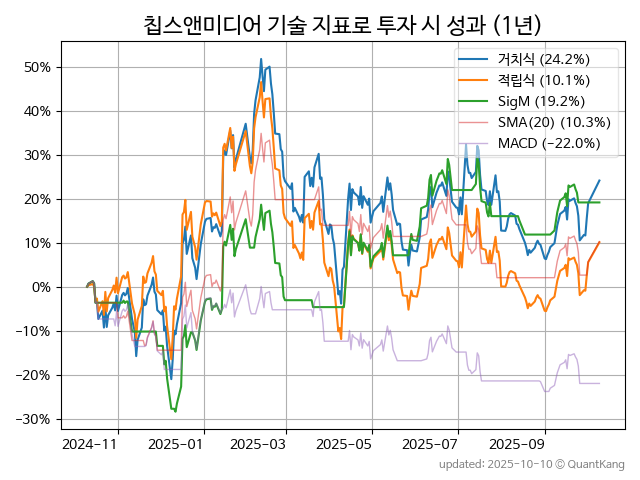 칩스앤미디어 기술 지표로 투자 시 성과 (1년)
거치식 (24.2%)
적립식 (10.1%)
SigM (19.2%)
SMA(20) (10.3%)
MACD (−22.0%)
50%
40%
30%
20%
10%
0%
−10%
−20%
−30%
2024-11 2025-01 2025-03 2025-05 2025-07 2025-09
updated: 2025-10-10 © QuantKang